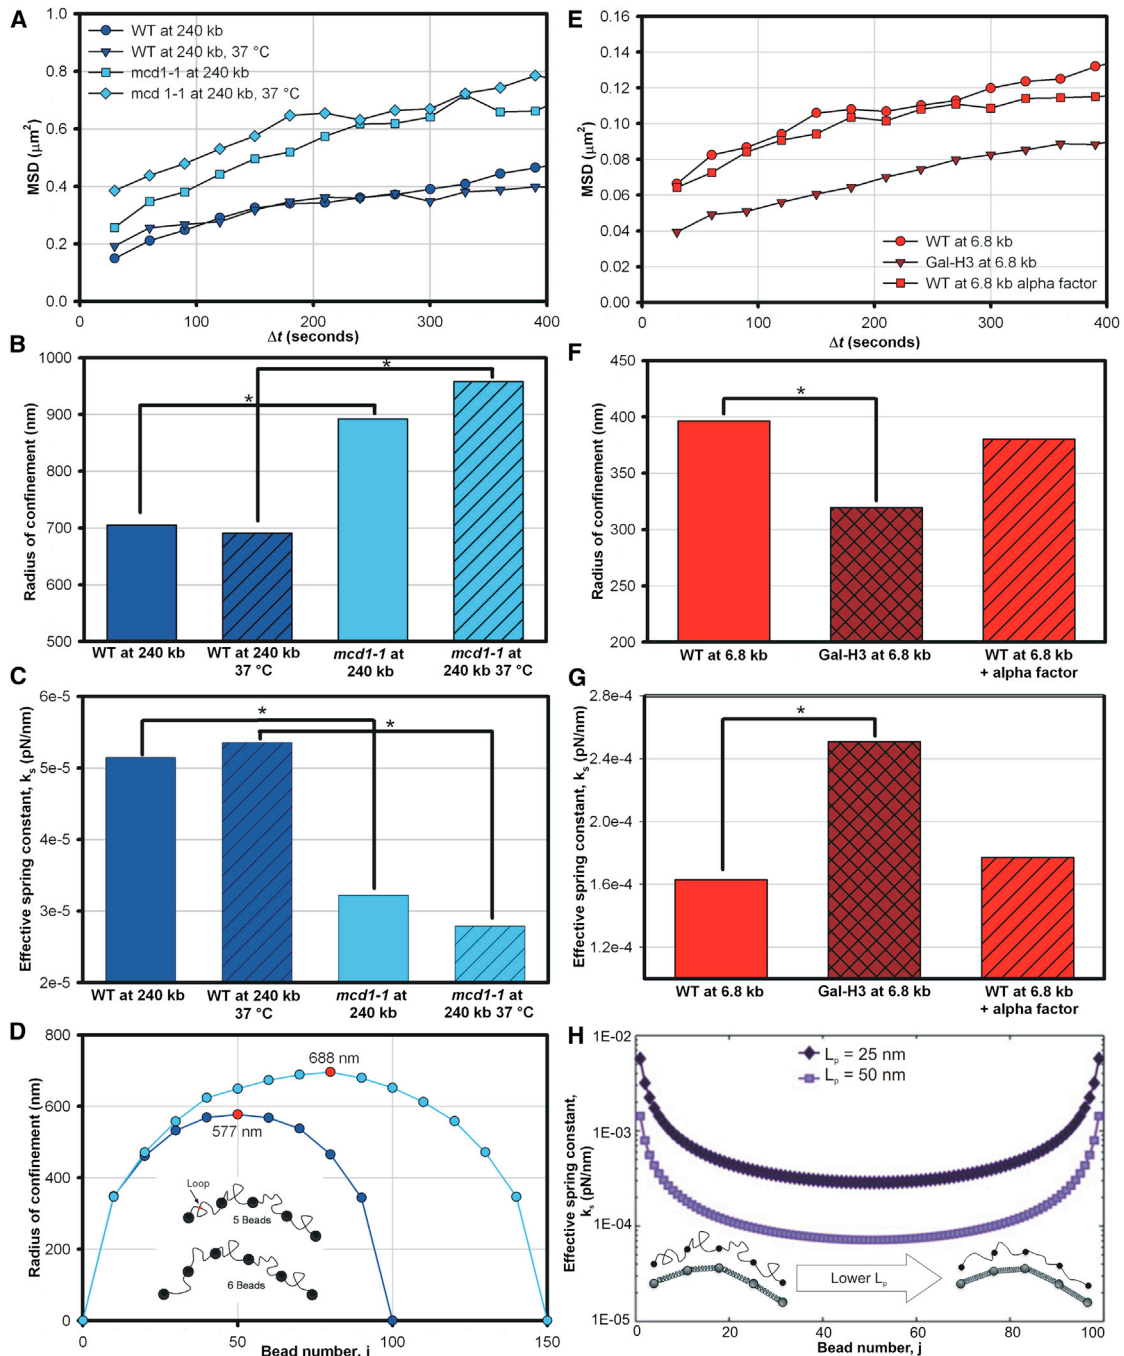 A
MSD (µm²)
1.0
0.8
0.6
0.4
0.2
0.0
WT at 240 kb
WT at 240 kb, 37 °C
mcd1-1 at 240 kb
mcd 1-1 at 240 kb, 37 °C
0 100 200 300 400
Δt (seconds)
B
Radius of confinement (nm)
1000
900
800
700
600
500
*
*
WT at 240 kb
WT at 240 kb
37 °C
mcd1-1 at
240 kb
mcd1-1 at
240 kb 37 °C
C
Effective spring constant, kₛ (pN/nm)
6e-5
5e-5
4e-5
3e-5
2e-5
*
*
WT at 240 kb
WT at 240 kb
37 °C
mcd1-1 at
240 kb
mcd1-1 at
240 kb 37 °C
D
Radius of confinement (nm)
800
600
400
200
0
688 nm
577 nm
Loop
5 Beads
6 Beads
0 50 100 150
Bead number, j
E
MSD (µm²)
0.16
0.14
0.12
0.10
0.08
0.06
0.04
0.02
0.00
WT at 6.8 kb
Gal-H3 at 6.8 kb
WT at 6.8 kb alpha factor
0 100 200 300 400
Δt (seconds)
F
Radius of confinement (nm)
450
400
350
300
250
200
*
WT at 6.8 kb
Gal-H3 at 6.8 kb
WT at 6.8 kb
+ alpha factor
G
Effective spring constant, kₛ (pN/nm)
2.8e-4
2.4e-4
2.0e-4
1.6e-4
1.2e-4
*
WT at 6.8 kb
Gal-H3 at 6.8 kb
WT at 6.8 kb
+ alpha factor
H
Effective spring constant,
kₛ (pN/nm)
1E-02
1E-03
1E-04
1E-05
Lₚ = 25 nm
Lₚ = 50 nm
Lower Lₚ
0 20 40 60 80 100
Bead number, j